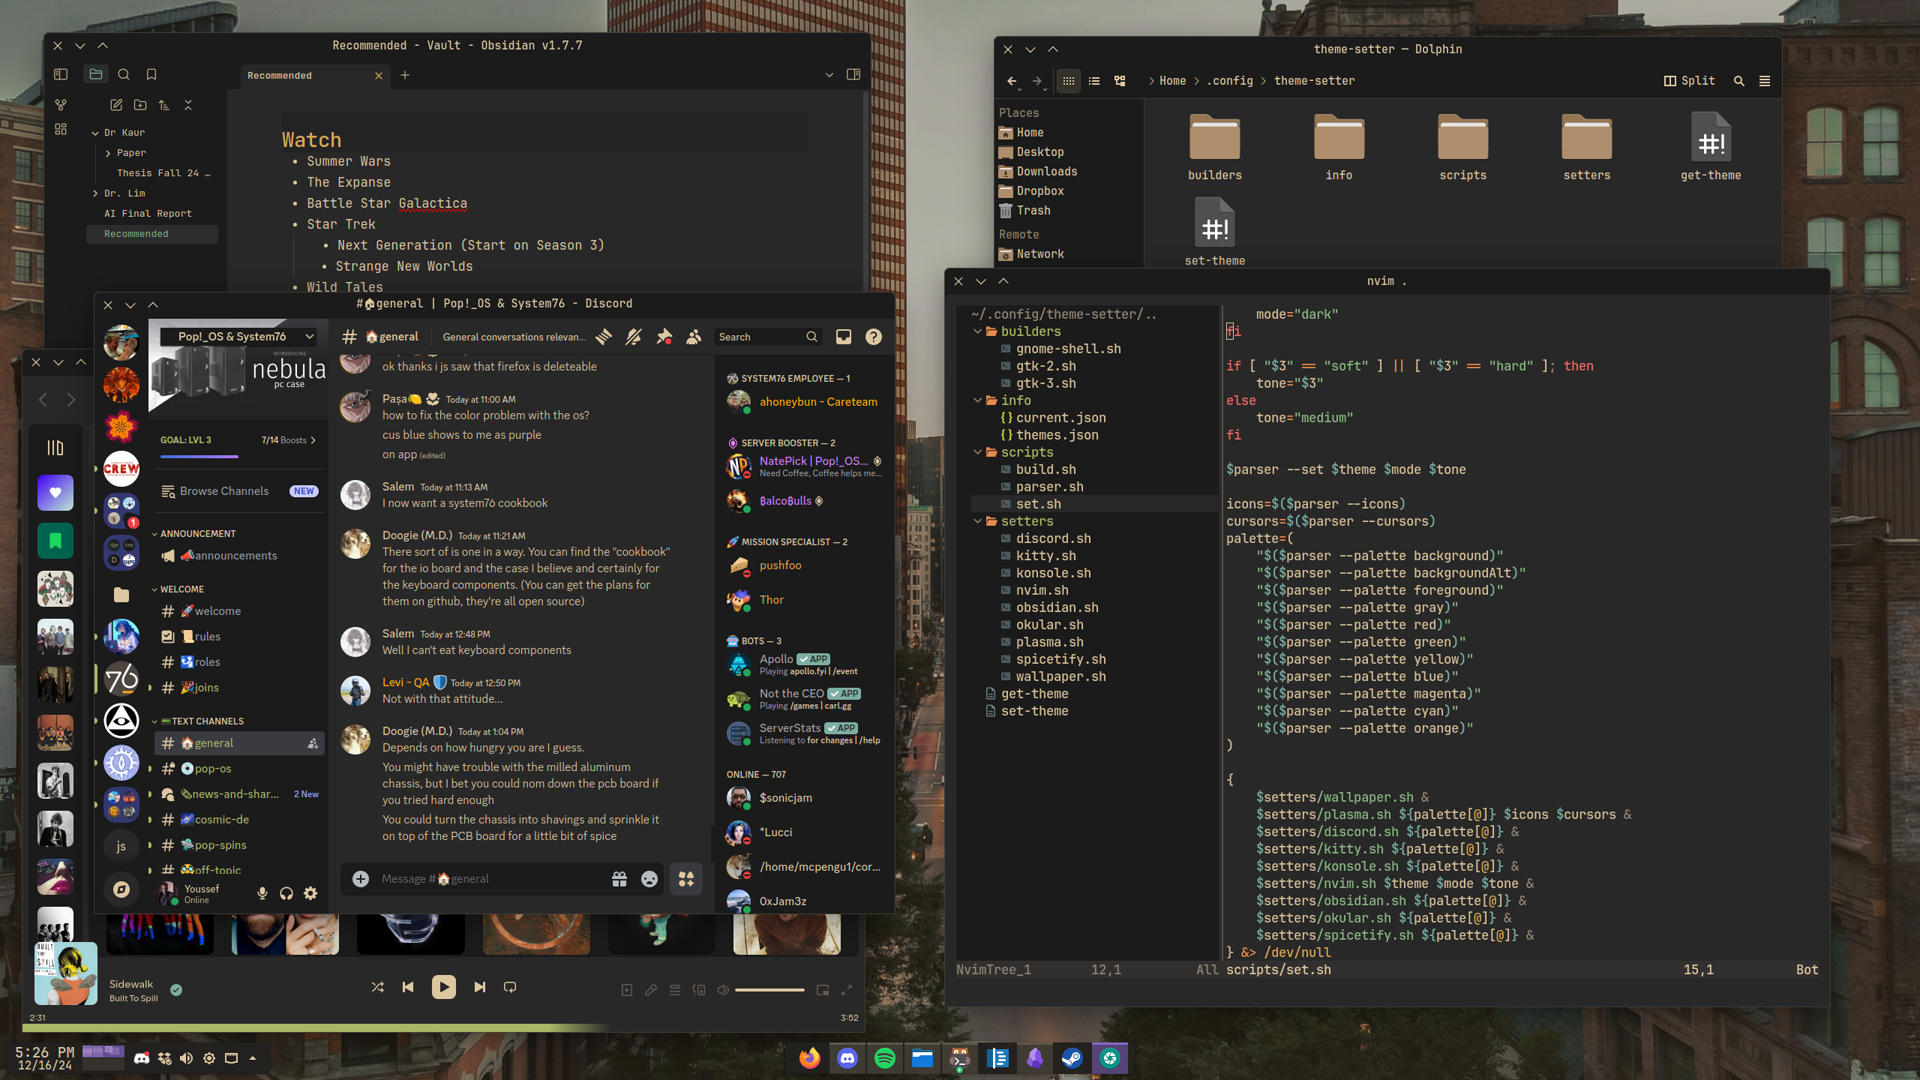 Recommended - Vault - Obsidian v1.7.7
Recommended
Dr Kaur
Paper
Thesis Fall 24 …
Dr. Lim
AI Final Report
Recommended
Watch
Summer Wars
The Expanse
Battle Star Galactica
Star Trek
Next Generation (Start on Season 3)
Strange New Worlds
Wild Tales
#🏠general | Pop!_OS & System76 - Discord
Pop!_OS & System76
INTRODUCING
nebula
pc case
GOAL: LVL 3
7/14 Boosts
Browse Channels
NEW
ANNOUNCEMENT
announcements
WELCOME
welcome
rules
roles
joins
TEXT CHANNELS
general
pop-os
news-and-shar...
2 New
cosmic-de
pop-spins
off-topic
CREW
1
76
js
Youssef
Online
# 🏠general
General conversations relevan...
Search
ok thanks i js saw that firefox is deleteable
Paşa Today at 11:00 AM
how to fix the color problem with the os?
cus blue shows to me as purple
on app (edited)
Salem Today at 11:13 AM
I now want a system76 cookbook
Doogie (M.D.) Today at 11:21 AM
There sort of is one in a way. You can find the "cookbook"
for the io board and the case I believe and certainly for
the keyboard components. (You can get the plans for
them on github, they're all open source)
Salem Today at 12:48 PM
Well I can't eat keyboard components
Levi - QA Today at 12:50 PM
Not with that attitude...
Doogie (M.D.) Today at 1:04 PM
Depends on how hungry you are I guess.
You might have trouble with the milled aluminum
chassis, but I bet you could nom down the pcb board if
you tried hard enough
You could turn the chassis into shavings and sprinkle it
on top of the PCB board for a little bit of spice
Message #🏠general
SYSTEM76 EMPLOYEE — 1
ahoneybun - Careteam
SERVER BOOSTER — 2
NatePick | Pop!_OS...
Need Coffee, Coffee helps me...
₿alco₿ulls
MISSION SPECIALIST — 2
pushfoo
Thor
BOTS — 3
Apollo ✓ APP
Playing apollo.fyi | /event
Not the CEO ✓ APP
Playing /games | carl.gg
ServerStats ✓ APP
Listening to for changes | /help
ONLINE — 707
$sonicjam
*Lucci
/home/mcpengu1/cor...
0xJam3z
BUILT TO SPILL
Sidewalk
Built To Spill
2:31
3:52
theme-setter — Dolphin
Home
.config
theme-setter
Split
Places
Home
Desktop
Downloads
Dropbox
Trash
Remote
Network
builders
info
scripts
setters
#!
get-theme
#!
set-theme
nvim .
~/.config/theme-setter/..
builders
gnome-shell.sh
gtk-2.sh
gtk-3.sh
info
{} current.json
{} themes.json
scripts
build.sh
parser.sh
set.sh
setters
discord.sh
kitty.sh
konsole.sh
nvim.sh
obsidian.sh
okular.sh
plasma.sh
spicetify.sh
wallpaper.sh
get-theme
set-theme
NvimTree_1 12,1 All
mode="dark"
fi
if [ "$3" == "soft" ] || [ "$3" == "hard" ]; then
tone="$3"
else
tone="medium"
fi
$parser --set $theme $mode $tone
icons=$($parser --icons)
cursors=$($parser --cursors)
palette=(
"$($parser --palette background)"
"$($parser --palette backgroundAlt)"
"$($parser --palette foreground)"
"$($parser --palette gray)"
"$($parser --palette red)"
"$($parser --palette green)"
"$($parser --palette yellow)"
"$($parser --palette blue)"
"$($parser --palette magenta)"
"$($parser --palette cyan)"
"$($parser --palette orange)"
)
{
$setters/wallpaper.sh &
$setters/plasma.sh ${palette[@]} $icons $cursors &
$setters/discord.sh ${palette[@]} &
$setters/kitty.sh ${palette[@]} &
$setters/konsole.sh ${palette[@]} &
$setters/nvim.sh $theme $mode $tone &
$setters/obsidian.sh ${palette[@]} &
$setters/okular.sh ${palette[@]} &
$setters/spicetify.sh ${palette[@]} &
} &> /dev/null
scripts/set.sh 15,1 Bot
5:26 PM
12/16/24